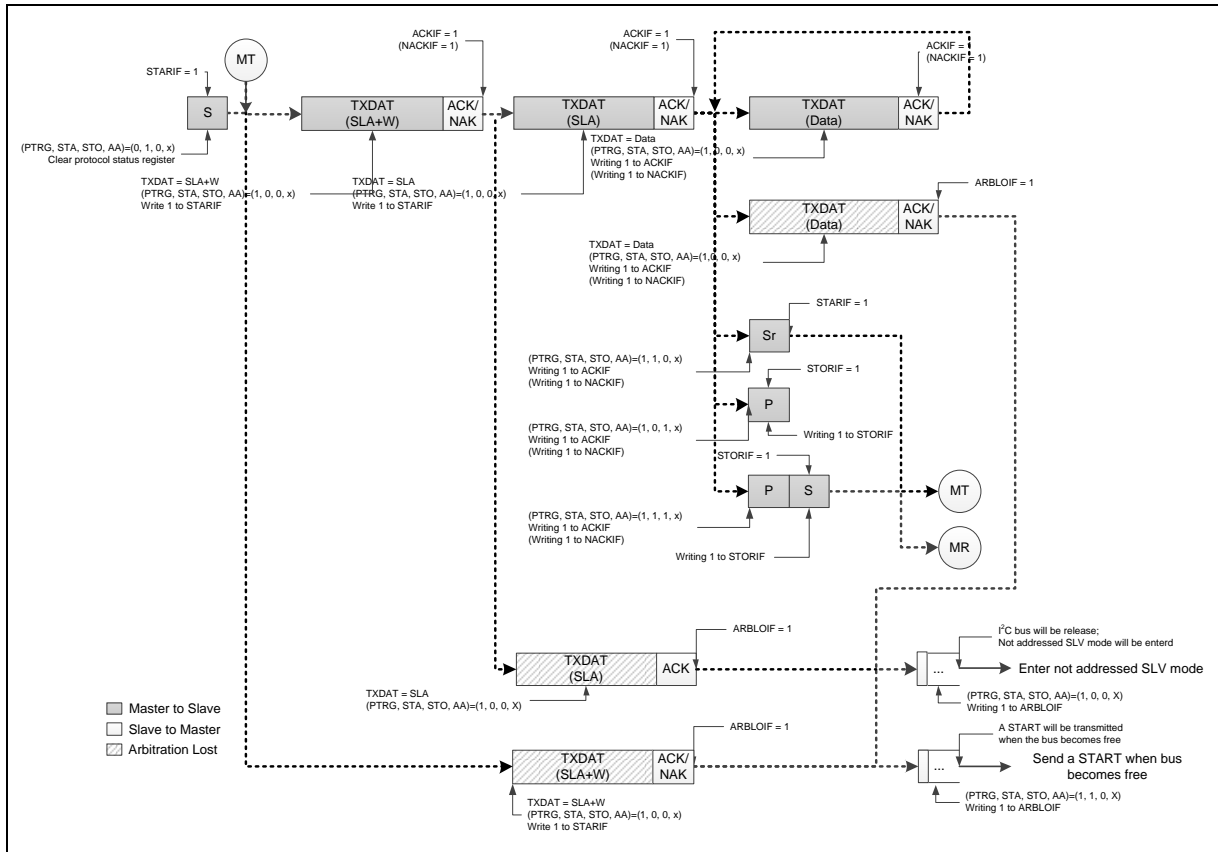 MT
STARIF = 1
S
(PTRG, STA, STO, AA)=(0, 1, 0, x)
Clear protocol status register
ACKIF = 1
(NACKIF = 1)
TXDAT
(SLA+W)
ACK/
NAK
TXDAT = SLA+W
(PTRG, STA, STO, AA)=(1, 0, 0, x)
Write 1 to STARIF
ACKIF = 1
(NACKIF = 1)
TXDAT
(SLA)
ACK/
NAK
TXDAT = SLA
(PTRG, STA, STO, AA)=(1, 0, 0, x)
Write 1 to STARIF
ACKIF =
(NACKIF = 1)
TXDAT
(Data)
ACK/
NAK
TXDAT = Data
(PTRG, STA, STO, AA)=(1, 0, 0, x)
Writing 1 to ACKIF
(Writing 1 to NACKIF)
ARBLOIF = 1
TXDAT
(Data)
ACK/
NAK
TXDAT = Data
(PTRG, STA, STO, AA)=(1, 0, 0, x)
Writing 1 to ACKIF
(Writing 1 to NACKIF)
STARIF = 1
Sr
(PTRG, STA, STO, AA)=(1, 1, 0, x)
Writing 1 to ACKIF
(Writing 1 to NACKIF)
STORIF = 1
P
(PTRG, STA, STO, AA)=(1, 0, 1, x)
Writing 1 to ACKIF
(Writing 1 to NACKIF)
Writing 1 to STORIF
STORIF = 1
P
S
MT
(PTRG, STA, STO, AA)=(1, 1, 1, x)
Writing 1 to ACKIF
(Writing 1 to NACKIF)
Writing 1 to STORIF
MR
ARBLOIF = 1
TXDAT
(SLA)
ACK
TXDAT = SLA
(PTRG, STA, STO, AA)=(1, 0, 0, X)
I²C bus will be release;
Not addressed SLV mode will be enterd
...
Enter not addressed SLV mode
(PTRG, STA, STO, AA)=(1, 0, 0, X)
Writing 1 to ARBLOIF
Master to Slave
Slave to Master
Arbitration Lost
ARBLOIF = 1
TXDAT
(SLA+W)
ACK/
NAK
TXDAT = SLA+W
(PTRG, STA, STO, AA)=(1, 0, 0, x)
Write 1 to STARIF
A START will be transmitted
when the bus becomes free
...
Send a START when bus
becomes free
(PTRG, STA, STO, AA)=(1, 1, 0, X)
Writing 1 to ARBLOIF